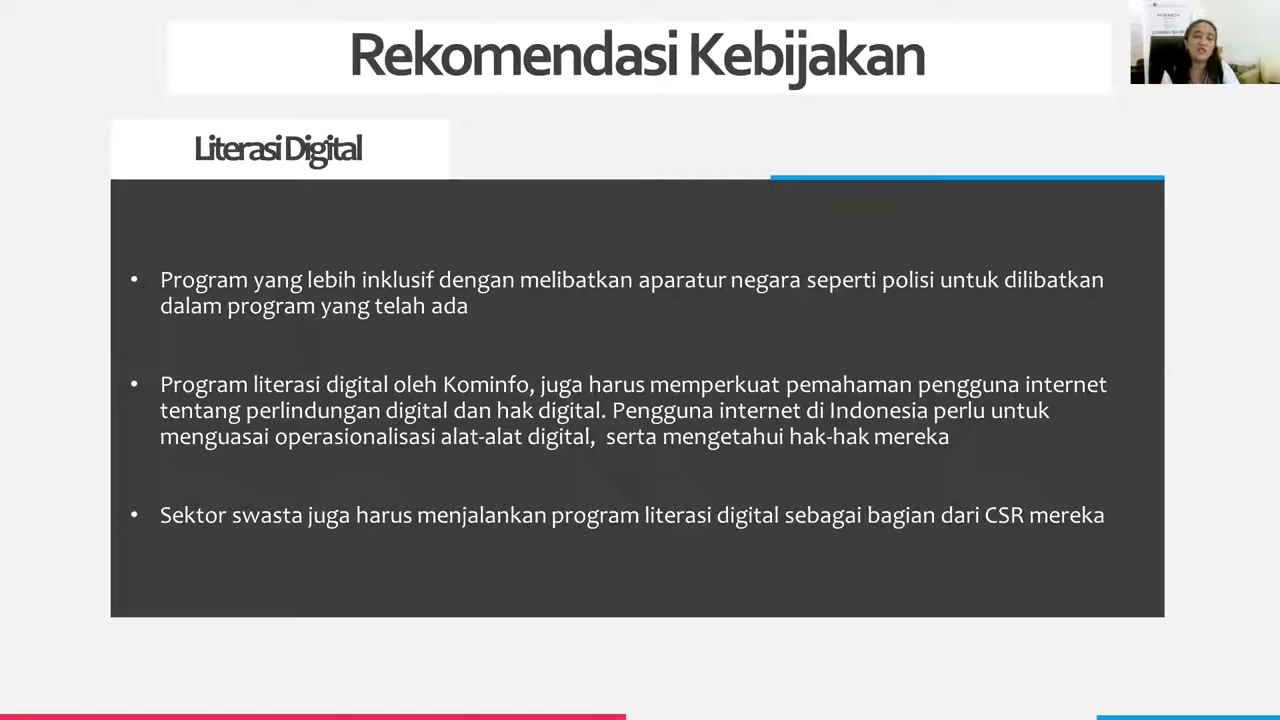 Rekomendasi Kebijakan
Literasi Digital
• Program yang lebih inklusif dengan melibatkan aparatur negara seperti polisi untuk dilibatkan
dalam program yang telah ada
• Program literasi digital oleh Kominfo, juga harus memperkuat pemahaman pengguna internet
tentang perlindungan digital dan hak digital. Pengguna internet di Indonesia perlu untuk
menguasai operasionalisasi alat-alat digital, serta mengetahui hak-hak mereka
• Sektor swasta juga harus menjalankan program literasi digital sebagai bagian dari CSR mereka